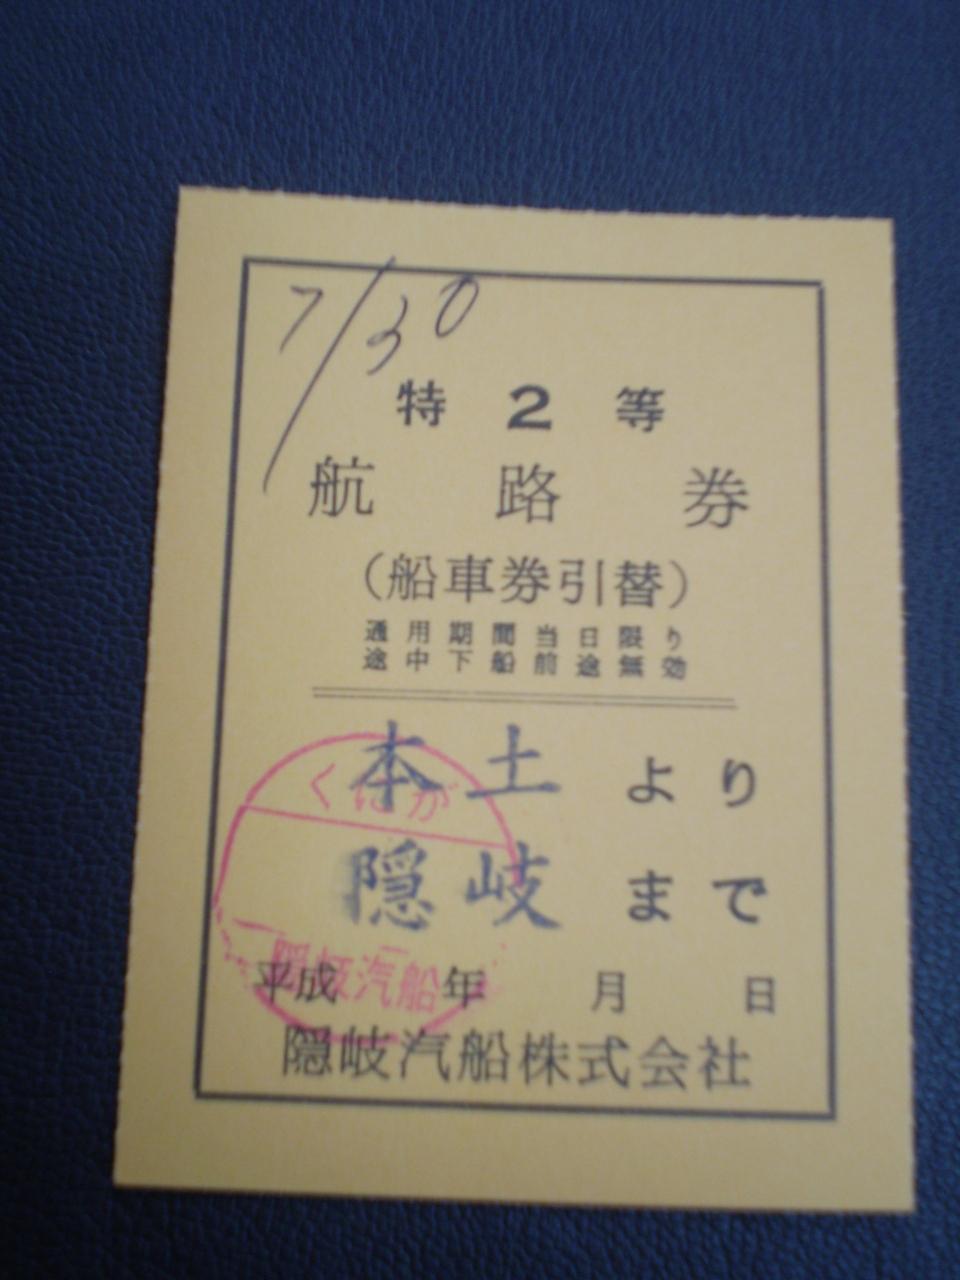 7/30
特2等
航路券
(船車券引替)
通用期間当日限り
途中下船前途無効
本土より
隠岐まで
くにが
隠岐汽船
平成 年 月 日
隠岐汽船株式会社